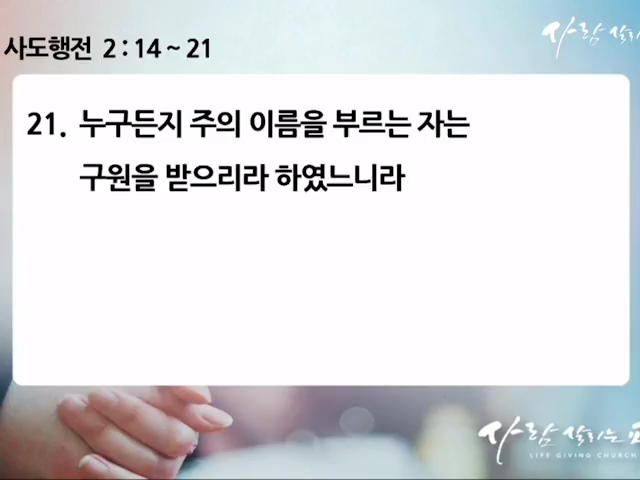 사도행전 2 : 14 ~ 21
사람 살리
21. 누구든지 주의 이름을 부르는 자는
구원을 받으리라 하였느니라
사람 살리는
LIFE GIVING CHURCH